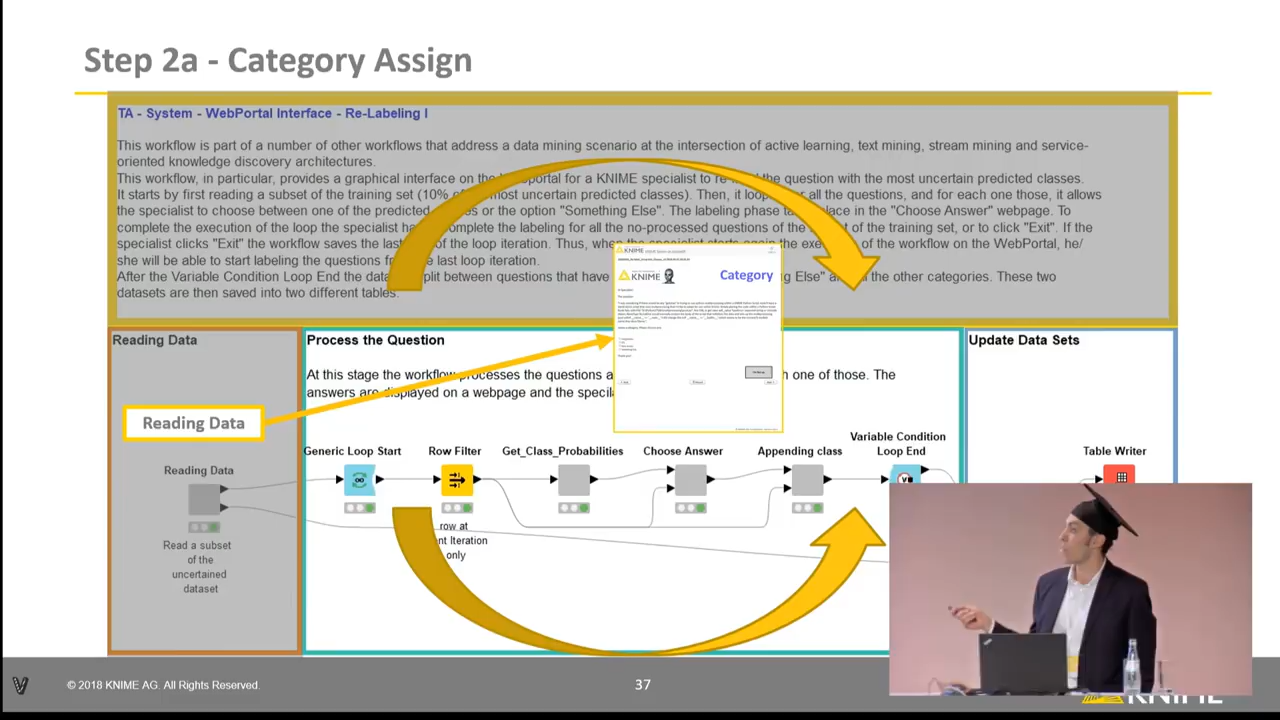 Step 2a - Category Assign
TA - System - WebPortal Interface - Re-Labeling I
This workflow is part of a number of other workflows that address a data mining scenario at the intersection of active learning, text mining, stream mining and service-
oriented knowledge discovery architectures.
This workflow, in particular, provides a graphical interface on the
portal for a KNIME specialist to
the question with the most uncertain predicted classes.
It starts by first reading a subset of the training set (10%
most uncertain predicted classes). Then, it
all the questions, and for each one those, it allows
the specialist to choose between one of the predicted
or the option "Something Else". The labeling phase
place in the "Choose Answer" webpage. To
complete the execution of the loop the specialist
complete the labeling for all the no-processed questions of the
of the training set, or to click "Exit". If the
specialist clicks "Exit" the workflow saves the
of the loop iteration. Thus,
the
of the workflow on the WebPortal, he/
she will be able to start labeling the questions
last loop iteration.
After the Variable Condition Loop End the data
split between questions that have
Else"
the other categories. These two
datasets are then saved into two different tables.
KNIME
Category
Reading Data
Process the Question
Update Data Sets
At this stage the workflow processes the questions
one of those. The
answers are displayed on a webpage and the
Reading Data
Generic Loop Start
Row Filter
Get_Class_Probabilities
Choose Answer
Appending class
Variable Condition
Loop End
Table Writer
Reading Data
Read a subset
of the
uncertained
dataset
row at
Iteration
only
© 2018 KNIME AG. All Rights Reserved.
37
KNIME